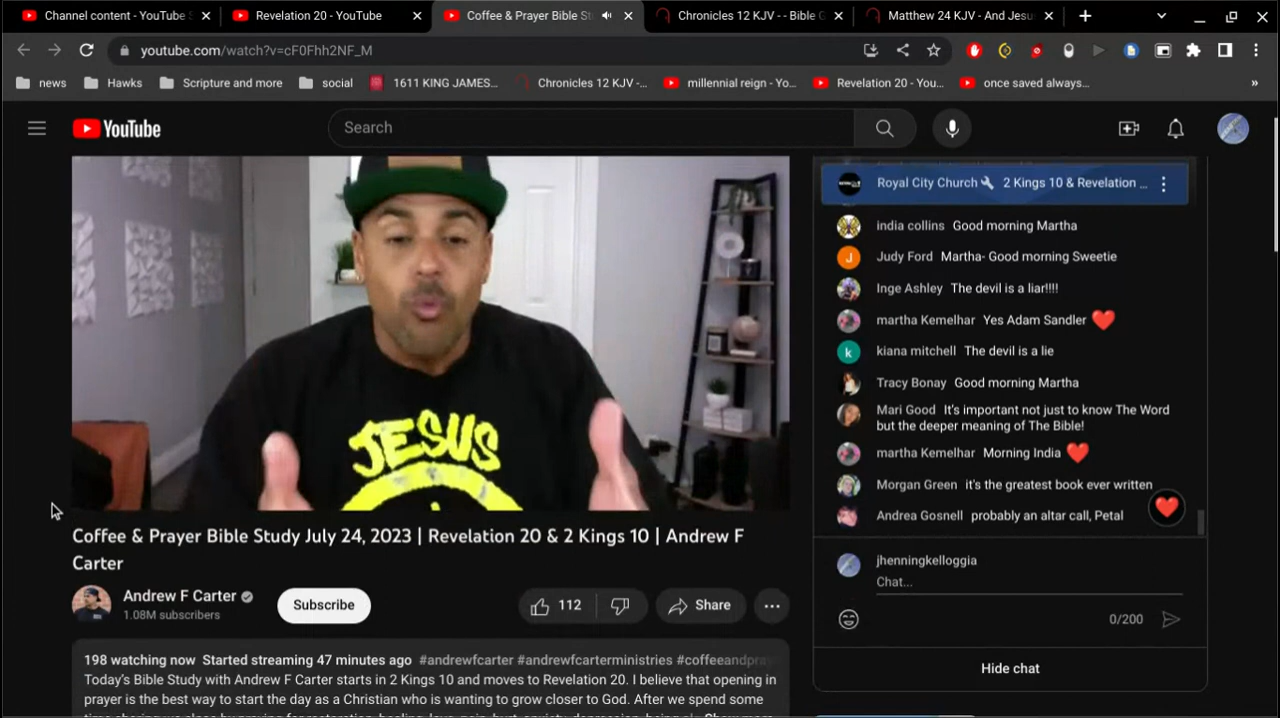 Channel content - YouTube S
Revelation 20 - YouTube
Coffee & Prayer Bible St
Chronicles 12 KJV - - Bible G
Matthew 24 KJV - And Jesu
youtube.com/watch?v=cF0Fhh2NF_M
news
Hawks
Scripture and more
social
1611 KING JAMES...
Chronicles 12 KJV -...
millennial reign - Yo...
Revelation 20 - You...
once saved always...
»
YouTube
Search
Royal City Church 2 Kings 10 & Revelation ...
india collins Good morning Martha
Judy Ford Martha- Good morning Sweetie
Inge Ashley The devil is a liar!!!!
martha Kemelhar Yes Adam Sandler ❤️
k
kiana mitchell The devil is a lie
Tracy Bonay Good morning Martha
Mari Good It's important not just to know The Word
but the deeper meaning of The Bible!
martha Kemelhar Morning India ❤️
Morgan Green it's the greatest book ever written
Andrea Gosnell probably an altar call, Petal
jhenningkelloggia
Chat...
0/200
Hide chat
JESUS
Coffee & Prayer Bible Study July 24, 2023 | Revelation 20 & 2 Kings 10 | Andrew F
Carter
Andrew F Carter
1.08M subscribers
Subscribe
112
Share
198 watching now Started streaming 47 minutes ago #andrewfcarter #andrewfcarterministries #coffeeandpra
Today's Bible Study with Andrew F Carter starts in 2 Kings 10 and moves to Revelation 20. I believe that opening in
prayer is the best way to start the day as a Christian who is wanting to grow closer to God. After we spend some